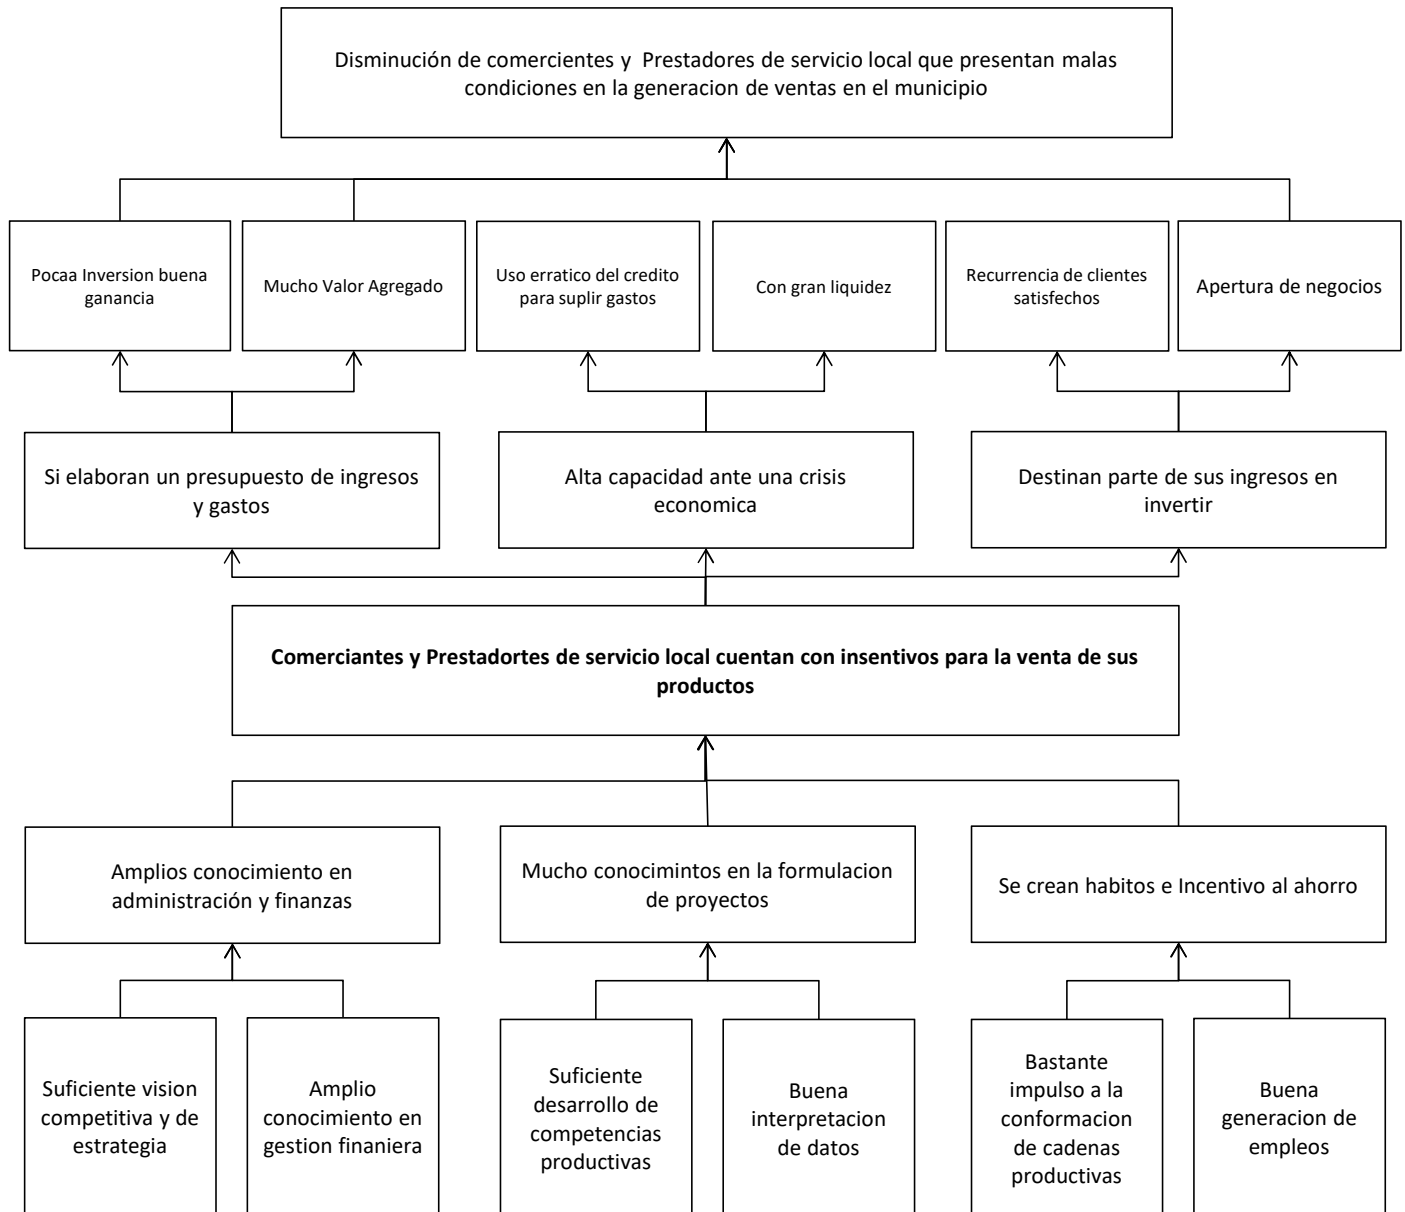 Disminución de comercientes y Prestadores de servicio local que presentan malas
condiciones en la generacion de ventas en el municipio
Pocaa Inversion buena
ganancia
Mucho Valor Agregado
Uso erratico del credito
para suplir gastos
Con gran liquidez
Recurrencia de clientes
satisfechos
Apertura de negocios
Si elaboran un presupuesto de ingresos
y gastos
Alta capacidad ante una crisis
economica
Destinan parte de sus ingresos en
invertir
Comerciantes y Prestadortes de servicio local cuentan con insentivos para la venta de sus
productos
Amplios conocimiento en
administración y finanzas
Mucho conocimintos en la formulacion
de proyectos
Se crean habitos e Incentivo al ahorro
Suficiente vision
competitiva y de
estrategia
Amplio
conocimiento en
gestion finaniera
Suficiente
desarrollo de
competencias
productivas
Buena
interpretacion
de datos
Bastante
impulso a la
conformacion
de cadenas
productivas
Buena
generacion de
empleos